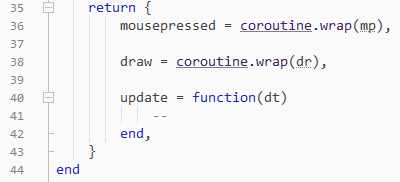 35 return {
36 mousepressed = coroutine.wrap(mp),
37
38 draw = coroutine.wrap(dr),
39
40 update = function(dt)
41 --
42 end,
43 }
44 end